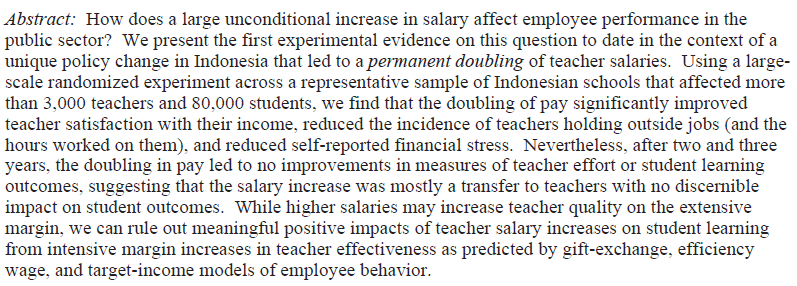 Abstract: How does a large unconditional increase in salary affect employee performance in the
public sector? We present the first experimental evidence on this question to date in the context of a
unique policy change in Indonesia that led to a permanent doubling of teacher salaries. Using a large-
scale randomized experiment across a representative sample of Indonesian schools that affected more
than 3,000 teachers and 80,000 students, we find that the doubling of pay significantly improved
teacher satisfaction with their income, reduced the incidence of teachers holding outside jobs (and the
hours worked on them), and reduced self-reported financial stress. Nevertheless, after two and three
years, the doubling in pay led to no improvements in measures of teacher effort or student learning
outcomes, suggesting that the salary increase was mostly a transfer to teachers with no discernible
impact on student outcomes. While higher salaries may increase teacher quality on the extensive
margin, we can rule out meaningful positive impacts of teacher salary increases on student learning
from intensive margin increases in teacher effectiveness as predicted by gift-exchange, efficiency
wage, and target-income models of employee behavior.